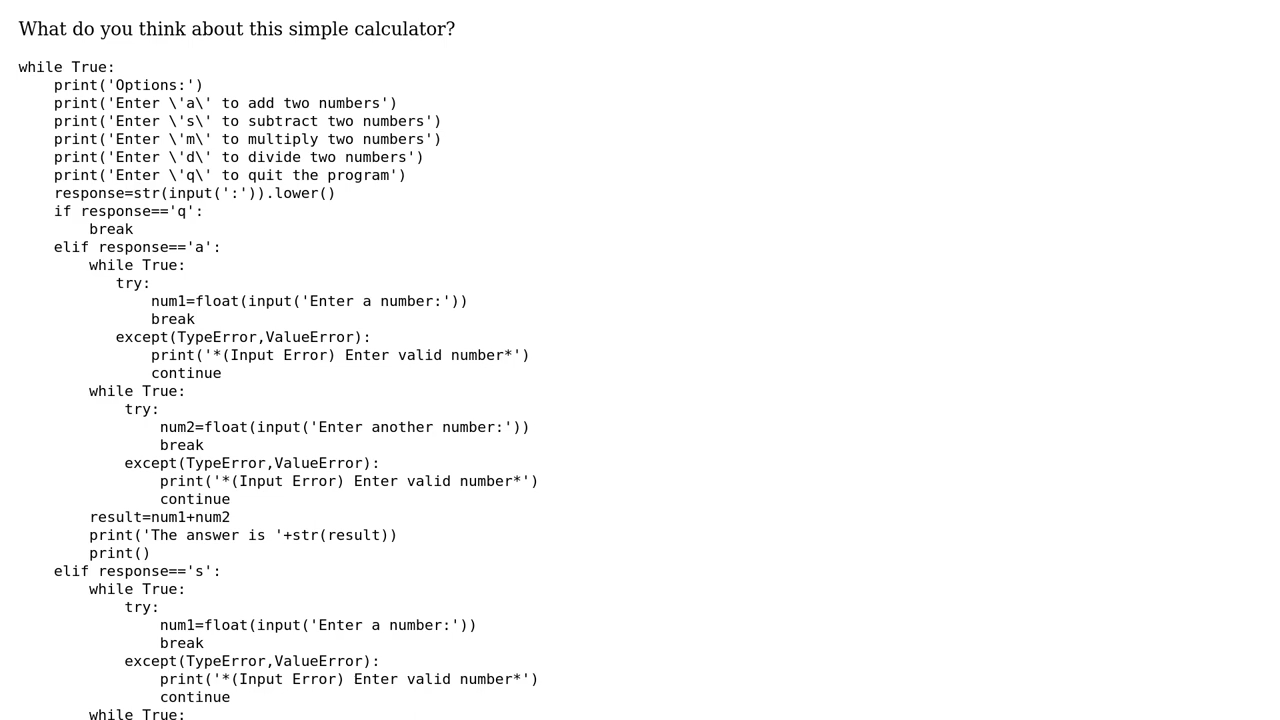 What do you think about this simple calculator?
while True:
    print('Options:')
    print('Enter \'a\' to add two numbers')
    print('Enter \'s\' to subtract two numbers')
    print('Enter \'m\' to multiply two numbers')
    print('Enter \'d\' to divide two numbers')
    print('Enter \'q\' to quit the program')
    response=str(input(':')).lower()
    if response=='q':
        break
    elif response=='a':
        while True:
           try:
               num1=float(input('Enter a number:'))
               break
           except(TypeError,ValueError):
               print('*(Input Error) Enter valid number*')
               continue
        while True:
            try:
                num2=float(input('Enter another number:'))
                break
            except(TypeError,ValueError):
                print('*(Input Error) Enter valid number*')
                continue
        result=num1+num2
        print('The answer is '+str(result))
        print()
    elif response=='s':
        while True:
            try:
                num1=float(input('Enter a number:'))
                break
            except(TypeError,ValueError):
                print('*(Input Error) Enter valid number*')
                continue
        while True: